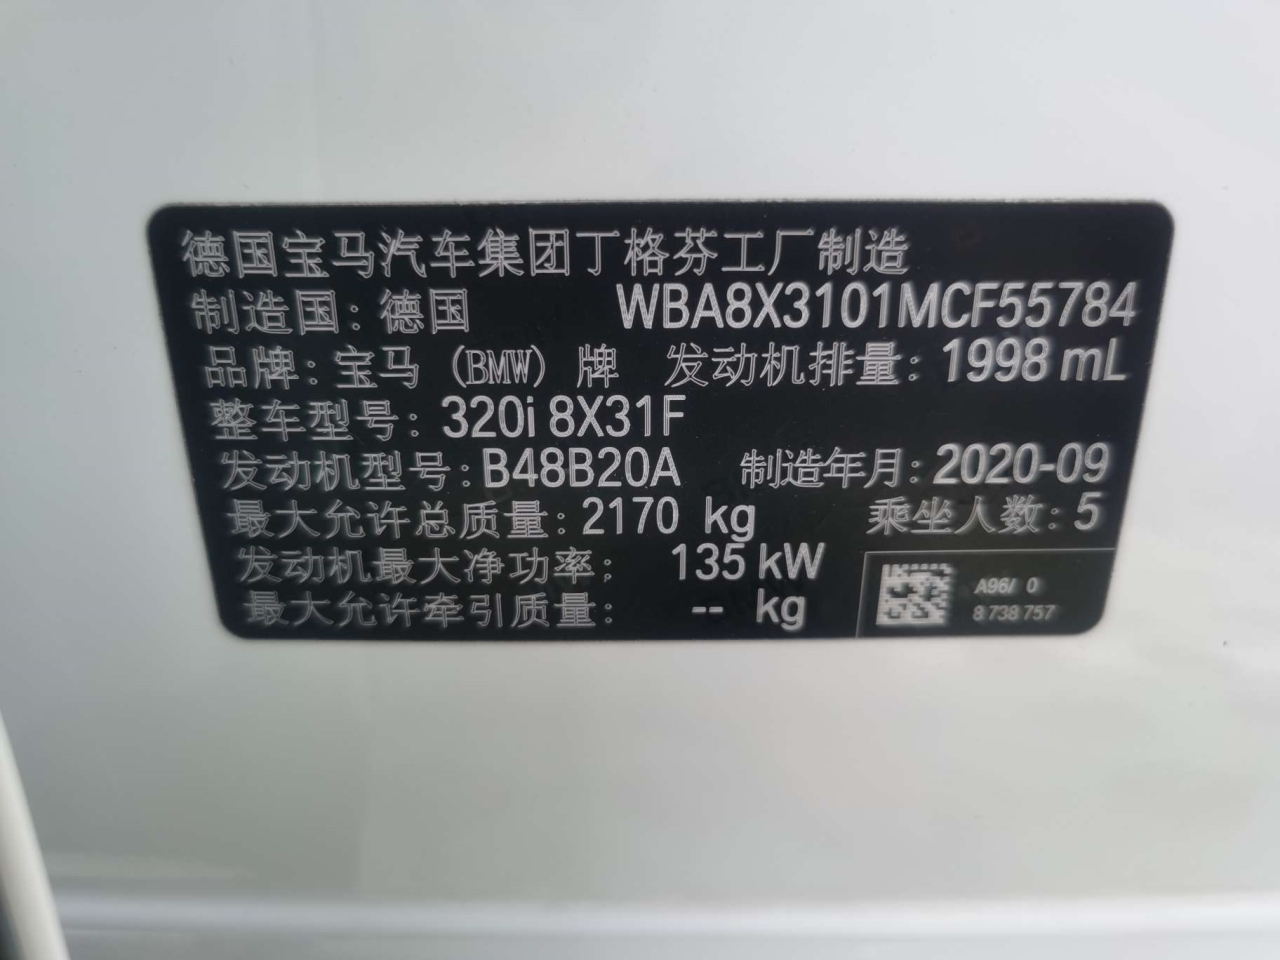 德国宝马汽车集团丁格芬工厂制造
制造国：德国 WBA8X3101MCF55784
品牌：宝马（BMW）牌 发动机排量：1998 mL
整车型号：320i 8X31F
发动机型号：B48B20A 制造年月：2020-09
最大允许总质量：2170 kg 乘坐人数：5
发动机最大净功率： 135 kW
最大允许牵引质量： -- kg
A96/ 0
8 738 757